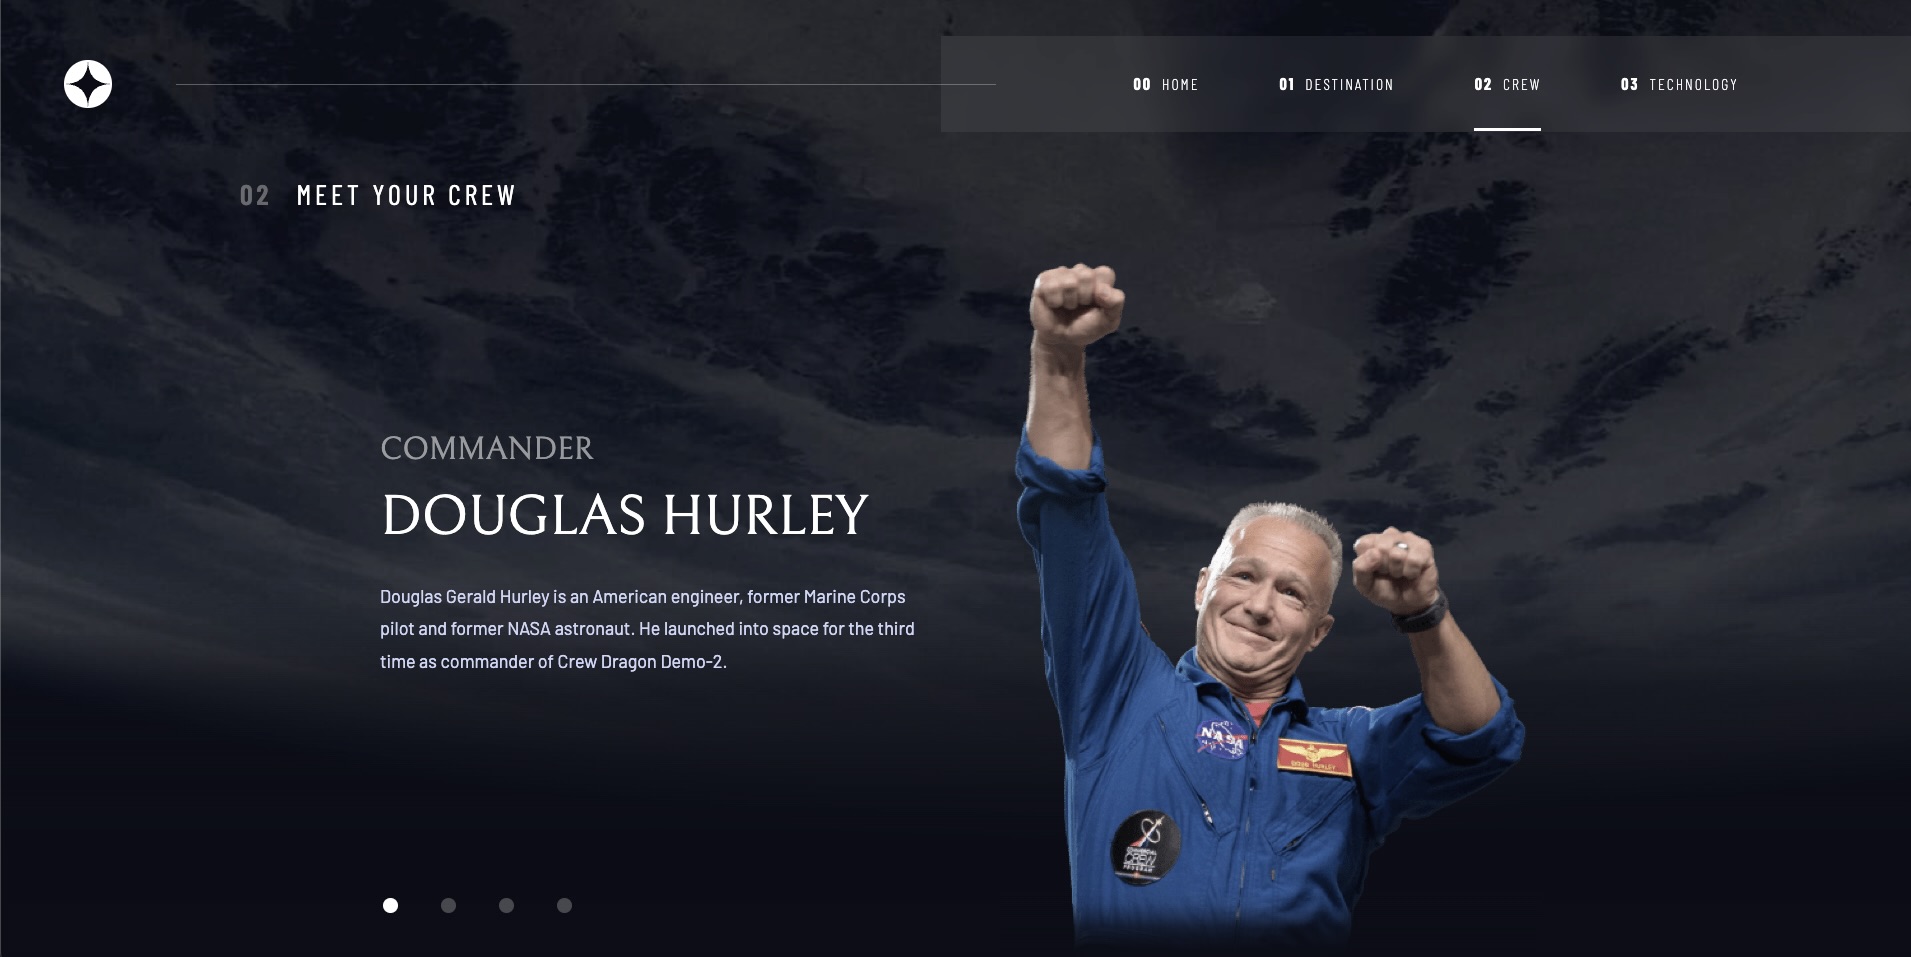 00 HOME 01 DESTINATION 02 CREW 03 TECHNOLOGY
02 MEET YOUR CREW
COMMANDER
DOUGLAS HURLEY
Douglas Gerald Hurley is an American engineer, former Marine Corps
pilot and former NASA astronaut. He launched into space for the third
time as commander of Crew Dragon Demo-2.
NASA
DOUG HURLEY
COMMERCIAL
CREW
PROGRAM